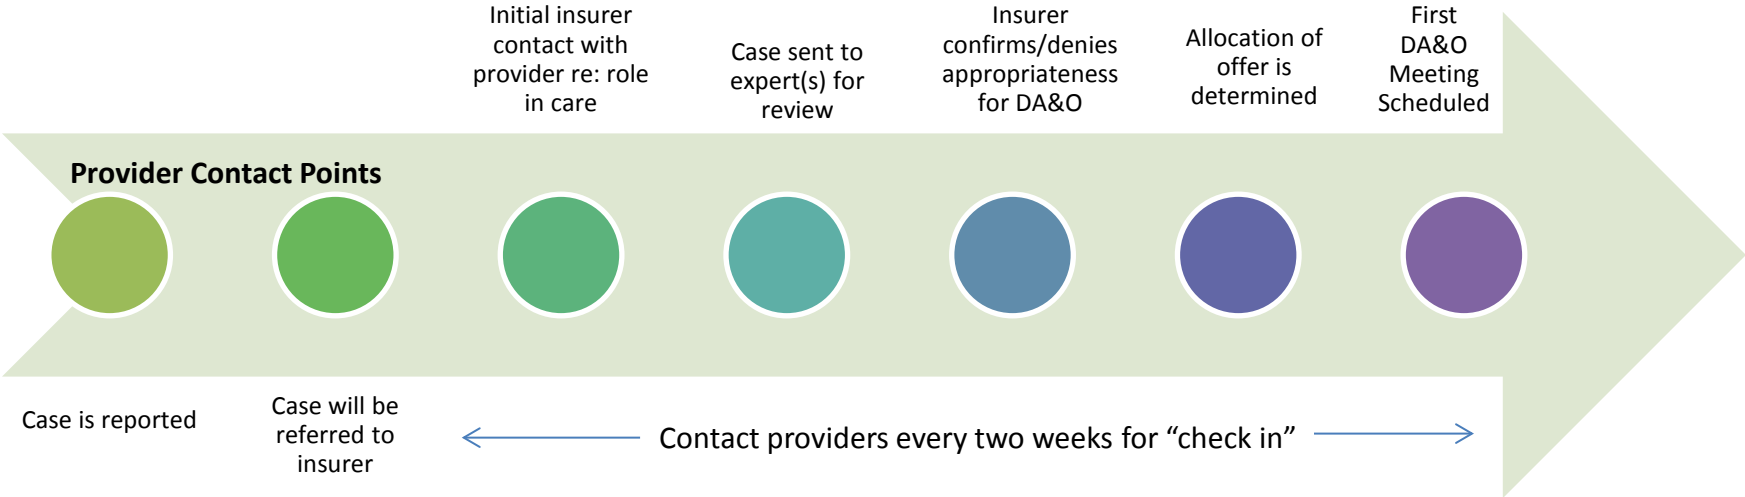 Initial insurer
contact with
provider re: role
in care
Case sent to
expert(s) for
review
Insurer
confirms/denies
appropriateness
for DA&O
Allocation of
offer is
determined
First
DA&O
Meeting
Scheduled
Provider Contact Points
Case is reported
Case will be
referred to
insurer
Contact providers every two weeks for “check in”